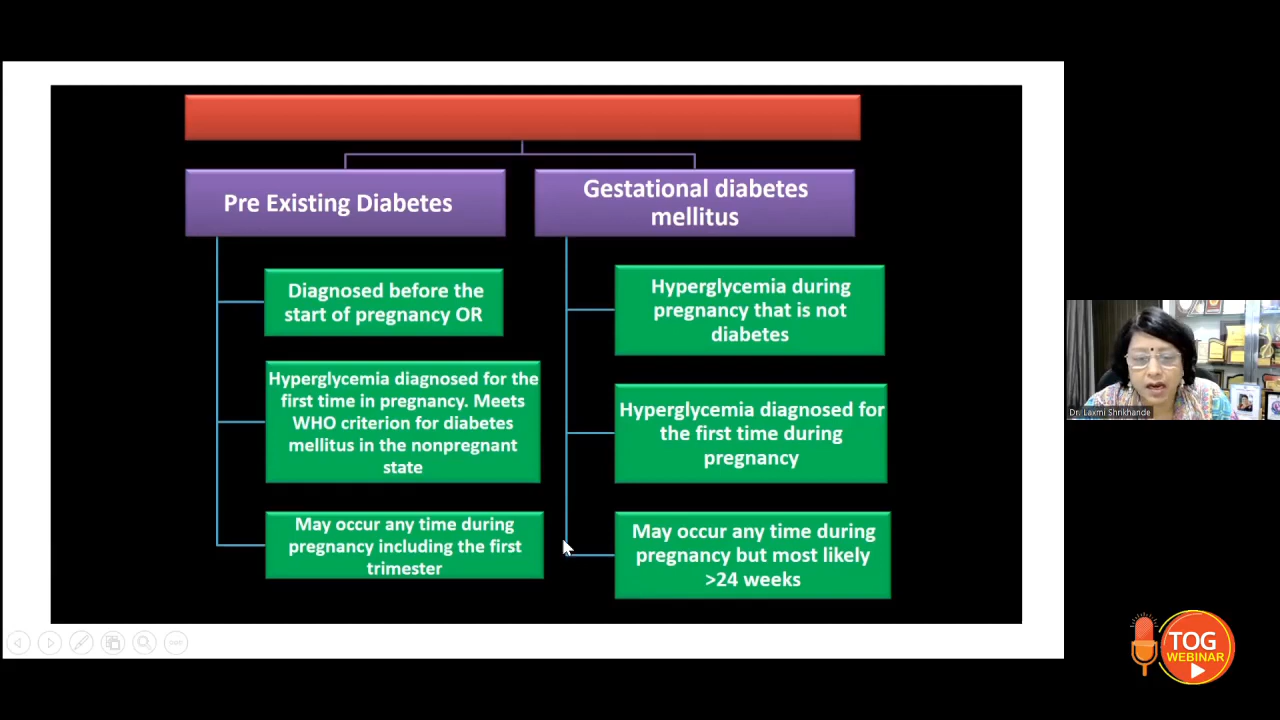 Pre Existing Diabetes
Diagnosed before the
start of pregnancy OR
Hyperglycemia diagnosed for the
first time in pregnancy. Meets
WHO criterion for diabetes
mellitus in the nonpregnant
state
May occur any time during
pregnancy including the first
trimester
Gestational diabetes
mellitus
Hyperglycemia during
pregnancy that is not
diabetes
Hyperglycemia diagnosed for
the first time during
pregnancy
May occur any time during
pregnancy but most likely
>24 weeks
Dr. Laxmi Shrikhande
TOG
WEBINAR